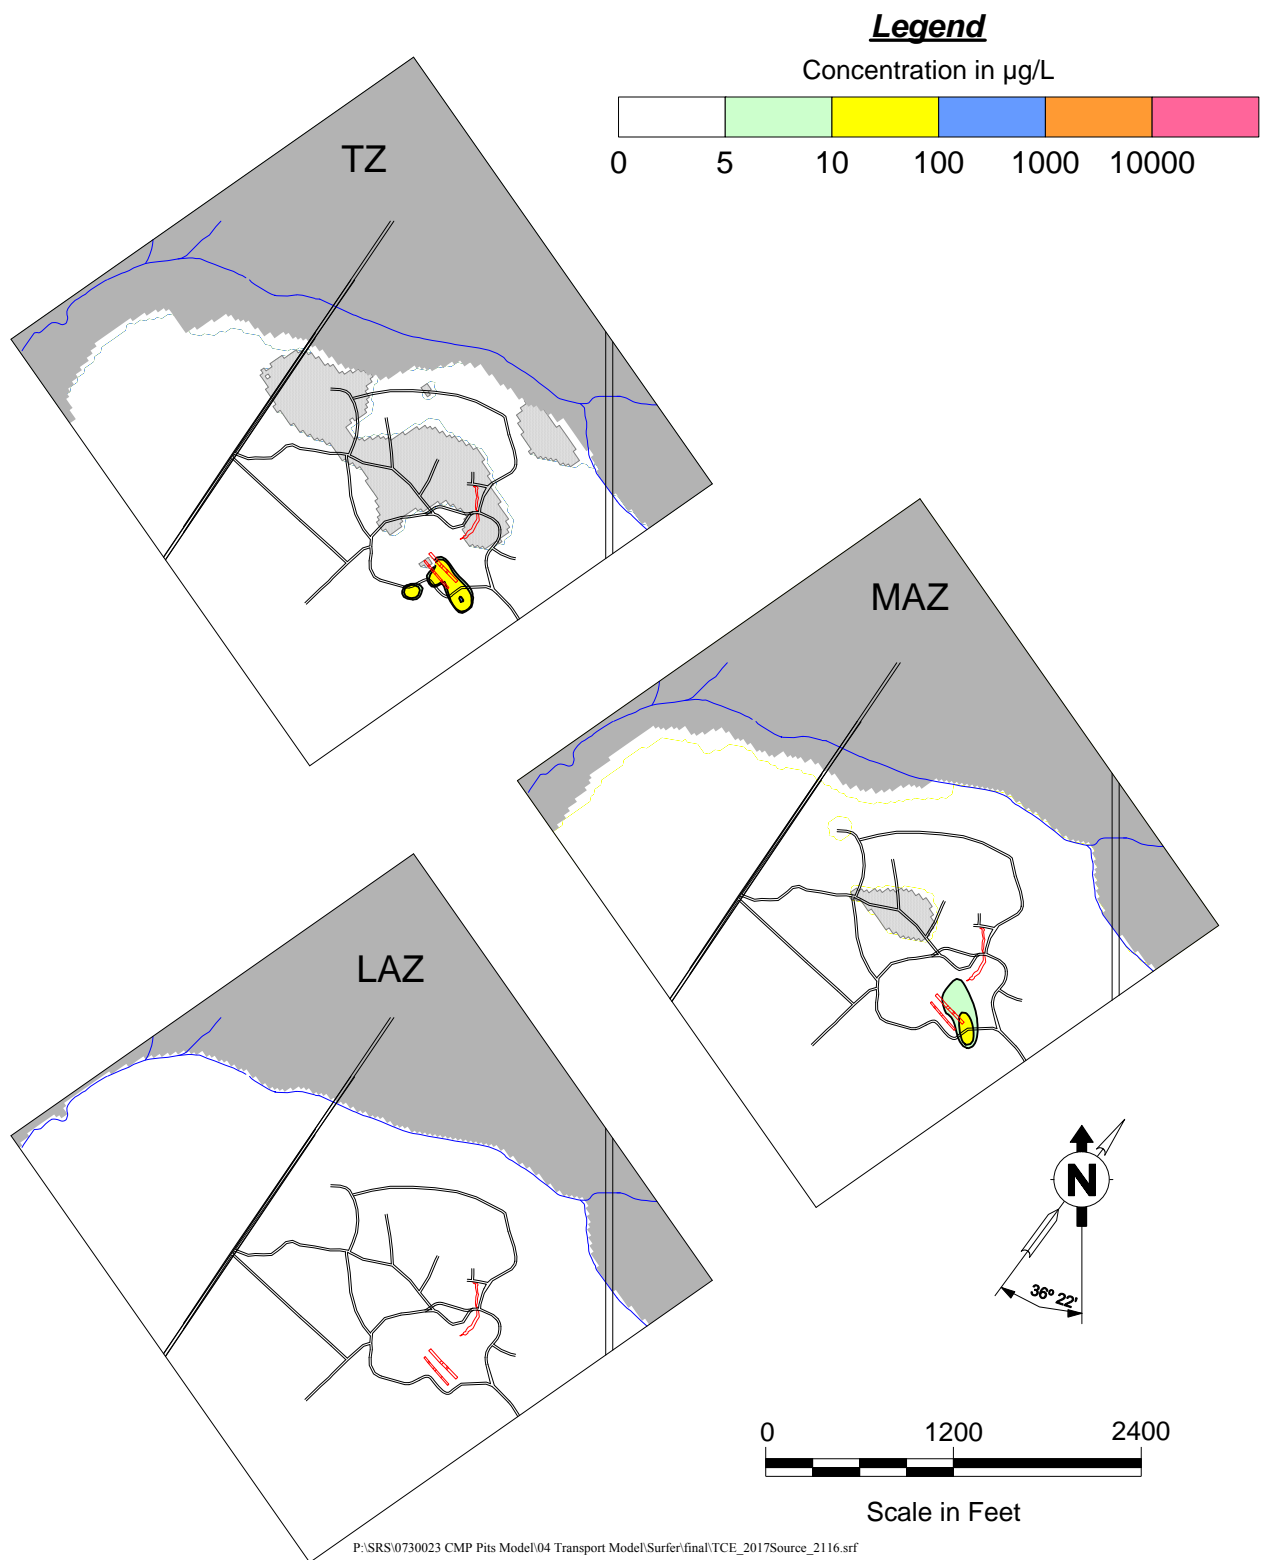 Legend
Concentration in µg/L
0 5 10 100 1000 10000
TZ
MAZ
LAZ
N
36° 22'
0 1200 2400
Scale in Feet
P:\SRS\0730023 CMP Pits Model\04 Transport Model\Surfer\final\TCE_2017Source_2116.srf